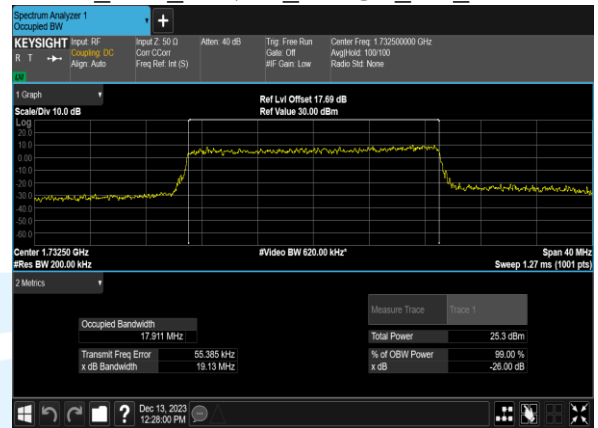 Spectrum Analyzer 1
Occupied BW
+
KEYSIGHT Input: RF Input Z: 50 Ω Atten: 40 dB Trig: Free Run Center Freq: 1.732500000 GHz
R T Coupling: DC Corr CCorr Gate: Off Avg|Hold: 100/100
Align: Auto Freq Ref: Int (S) #IF Gain: Low Radio Std: None
LV
1 Graph Ref Lvl Offset 17.69 dB
Scale/Div 10.0 dB Ref Value 30.00 dBm
Log
20.0
10.0
0.00
-10.0
-20.0
-30.0
-40.0
-50.0
-60.0
Center 1.73250 GHz #Video BW 620.00 kHz* Span 40 MHz
#Res BW 200.00 kHz Sweep 1.27 ms (1001 pts)
2 Metrics
Measure Trace Trace 1
Occupied Bandwidth
17.911 MHz Total Power 25.3 dBm
Transmit Freq Error 55.385 kHz % of OBW Power 99.00 %
x dB Bandwidth 19.13 MHz x dB -26.00 dB
? Dec 13, 2023
12:28:00 PM